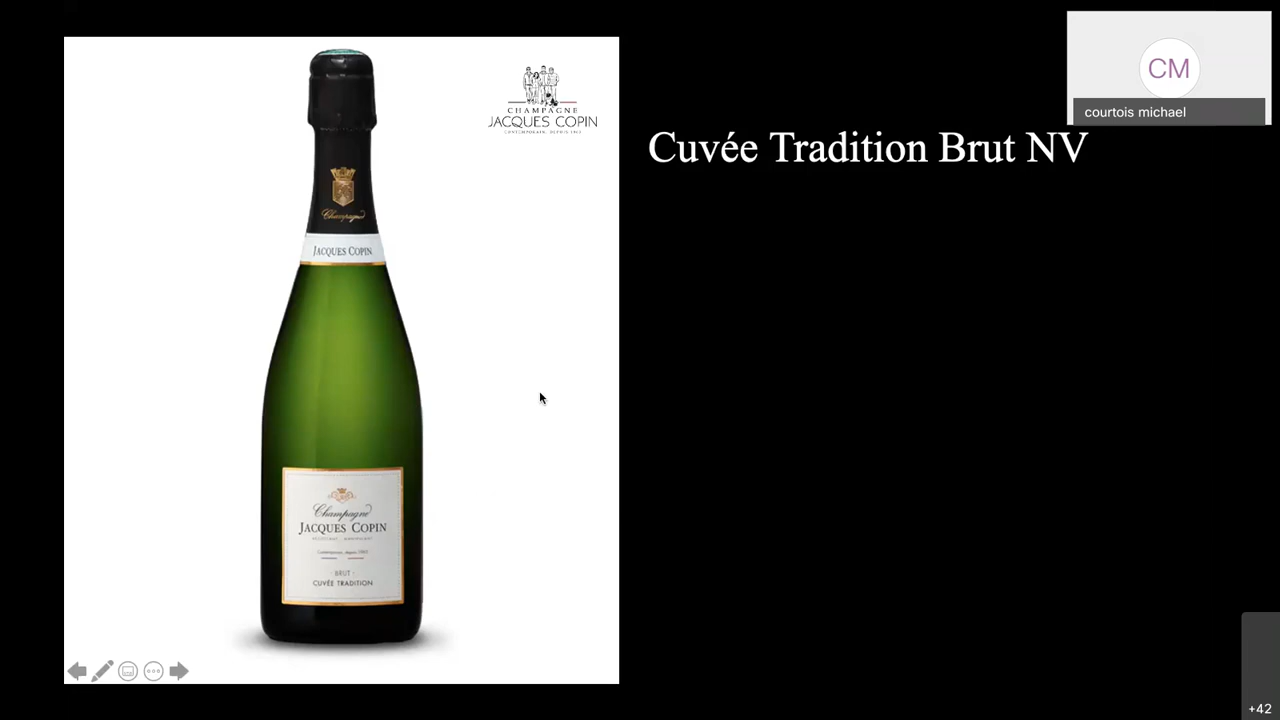 CHAMPAGNE
JACQUES COPIN
CM
courtois michael
Cuvée Tradition Brut NV
Champagne
JACQUES COPIN
Champagne
JACQUES COPIN
- BRUT -
CUVÉE TRADITION
+42